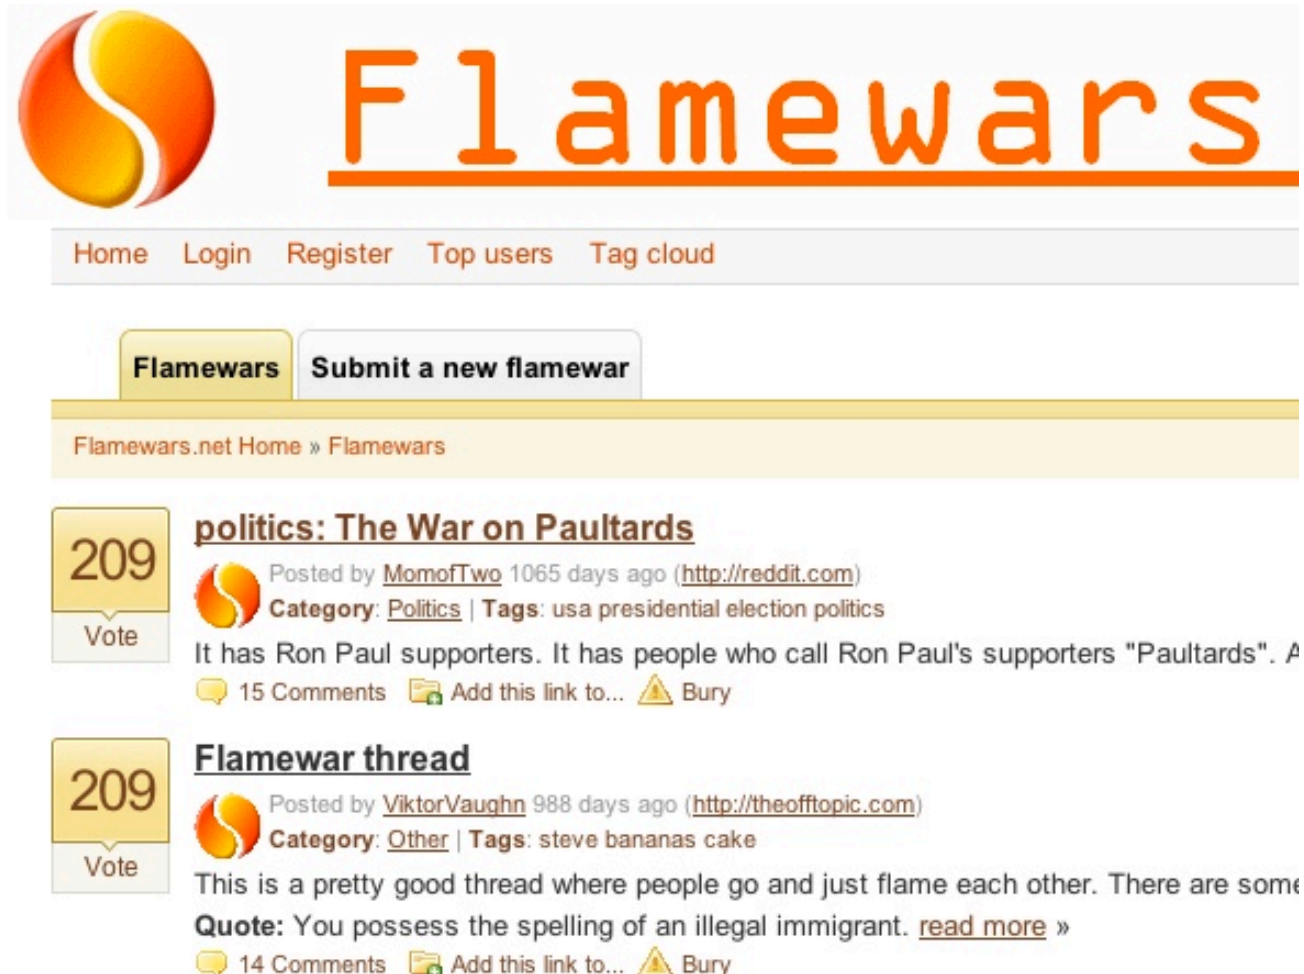 Flamewars
Home Login Register Top users Tag cloud
Flamewars Submit a new flamewar
Flamewars.net Home » Flamewars
209
Vote
politics: The War on Paultards
Posted by MomofTwo 1065 days ago (http://reddit.com)
Category: Politics | Tags: usa presidential election politics
It has Ron Paul supporters. It has people who call Ron Paul's supporters "Paultards". A
15 Comments Add this link to... Bury
209
Vote
Flamewar thread
Posted by ViktorVaughn 988 days ago (http://theofftopic.com)
Category: Other | Tags: steve bananas cake
This is a pretty good thread where people go and just flame each other. There are some
Quote: You possess the spelling of an illegal immigrant. read more »
14 Comments Add this link to... Bury